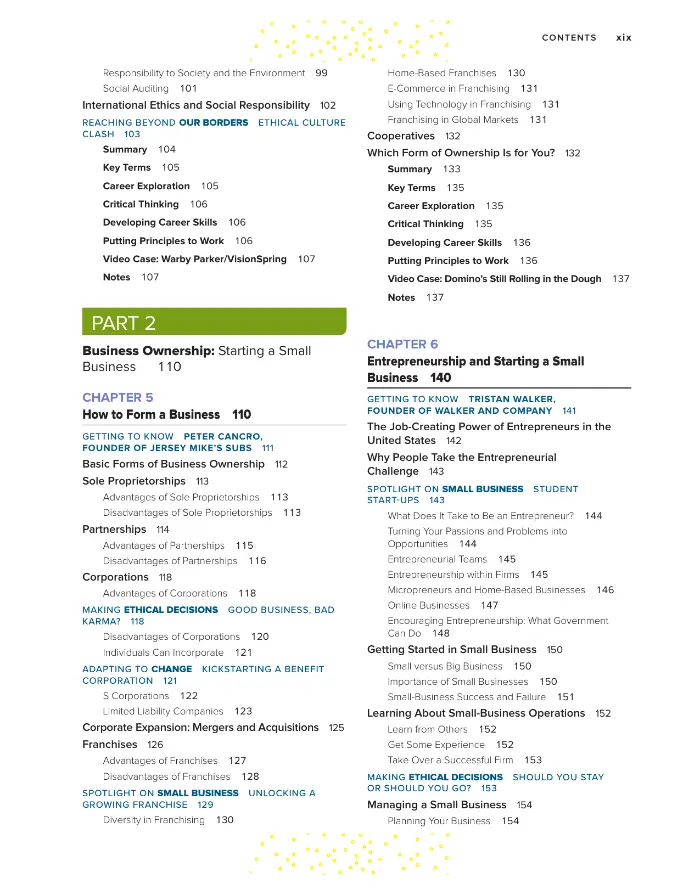 CONTENTS xix
Responsibility to Society and the Environment 99
Social Auditing 101
International Ethics and Social Responsibility 102
REACHING BEYOND OUR BORDERS ETHICAL CULTURE
CLASH 103
Summary 104
Key Terms 105
Career Exploration 105
Critical Thinking 106
Developing Career Skills 106
Putting Principles to Work 106
Video Case: Warby Parker/VisionSpring 107
Notes 107
PART 2
Business Ownership: Starting a Small
Business 110
CHAPTER 5
How to Form a Business 110
GETTING TO KNOW PETER CANCRO,
FOUNDER OF JERSEY MIKE'S SUBS 111
Basic Forms of Business Ownership 112
Sole Proprietorships 113
Advantages of Sole Proprietorships 113
Disadvantages of Sole Proprietorships 113
Partnerships 114
Advantages of Partnerships 115
Disadvantages of Partnerships 116
Corporations 118
Advantages of Corporations 118
MAKING ETHICAL DECISIONS GOOD BUSINESS, BAD
KARMA? 118
Disadvantages of Corporations 120
Individuals Can Incorporate 121
ADAPTING TO CHANGE KICKSTARTING A BENEFIT
CORPORATION 121
S Corporations 122
Limited Liability Companies 123
Corporate Expansion: Mergers and Acquisitions 125
Franchises 126
Advantages of Franchises 127
Disadvantages of Franchises 128
SPOTLIGHT ON SMALL BUSINESS UNLOCKING A
GROWING FRANCHISE 129
Diversity in Franchising 130
Home-Based Franchises 130
E-Commerce in Franchising 131
Using Technology in Franchising 131
Franchising in Global Markets 131
Cooperatives 132
Which Form of Ownership Is for You? 132
Summary 133
Key Terms 135
Career Exploration 135
Critical Thinking 135
Developing Career Skills 136
Putting Principles to Work 136
Video Case: Domino's Still Rolling in the Dough 137
Notes 137
CHAPTER 6
Entrepreneurship and Starting a Small
Business 140
GETTING TO KNOW TRISTAN WALKER,
FOUNDER OF WALKER AND COMPANY 141
The Job-Creating Power of Entrepreneurs in the
United States 142
Why People Take the Entrepreneurial
Challenge 143
SPOTLIGHT ON SMALL BUSINESS STUDENT
START-UPS 143
What Does It Take to Be an Entrepreneur? 144
Turning Your Passions and Problems into
Opportunities 144
Entrepreneurial Teams 145
Entrepreneurship within Firms 145
Micropreneurs and Home-Based Businesses 146
Online Businesses 147
Encouraging Entrepreneurship: What Government
Can Do 148
Getting Started in Small Business 150
Small versus Big Business 150
Importance of Small Businesses 150
Small-Business Success and Failure 151
Learning About Small-Business Operations 152
Learn from Others 152
Get Some Experience 152
Take Over a Successful Firm 153
MAKING ETHICAL DECISIONS SHOULD YOU STAY
OR SHOULD YOU GO? 153
Managing a Small Business 154
Planning Your Business 154